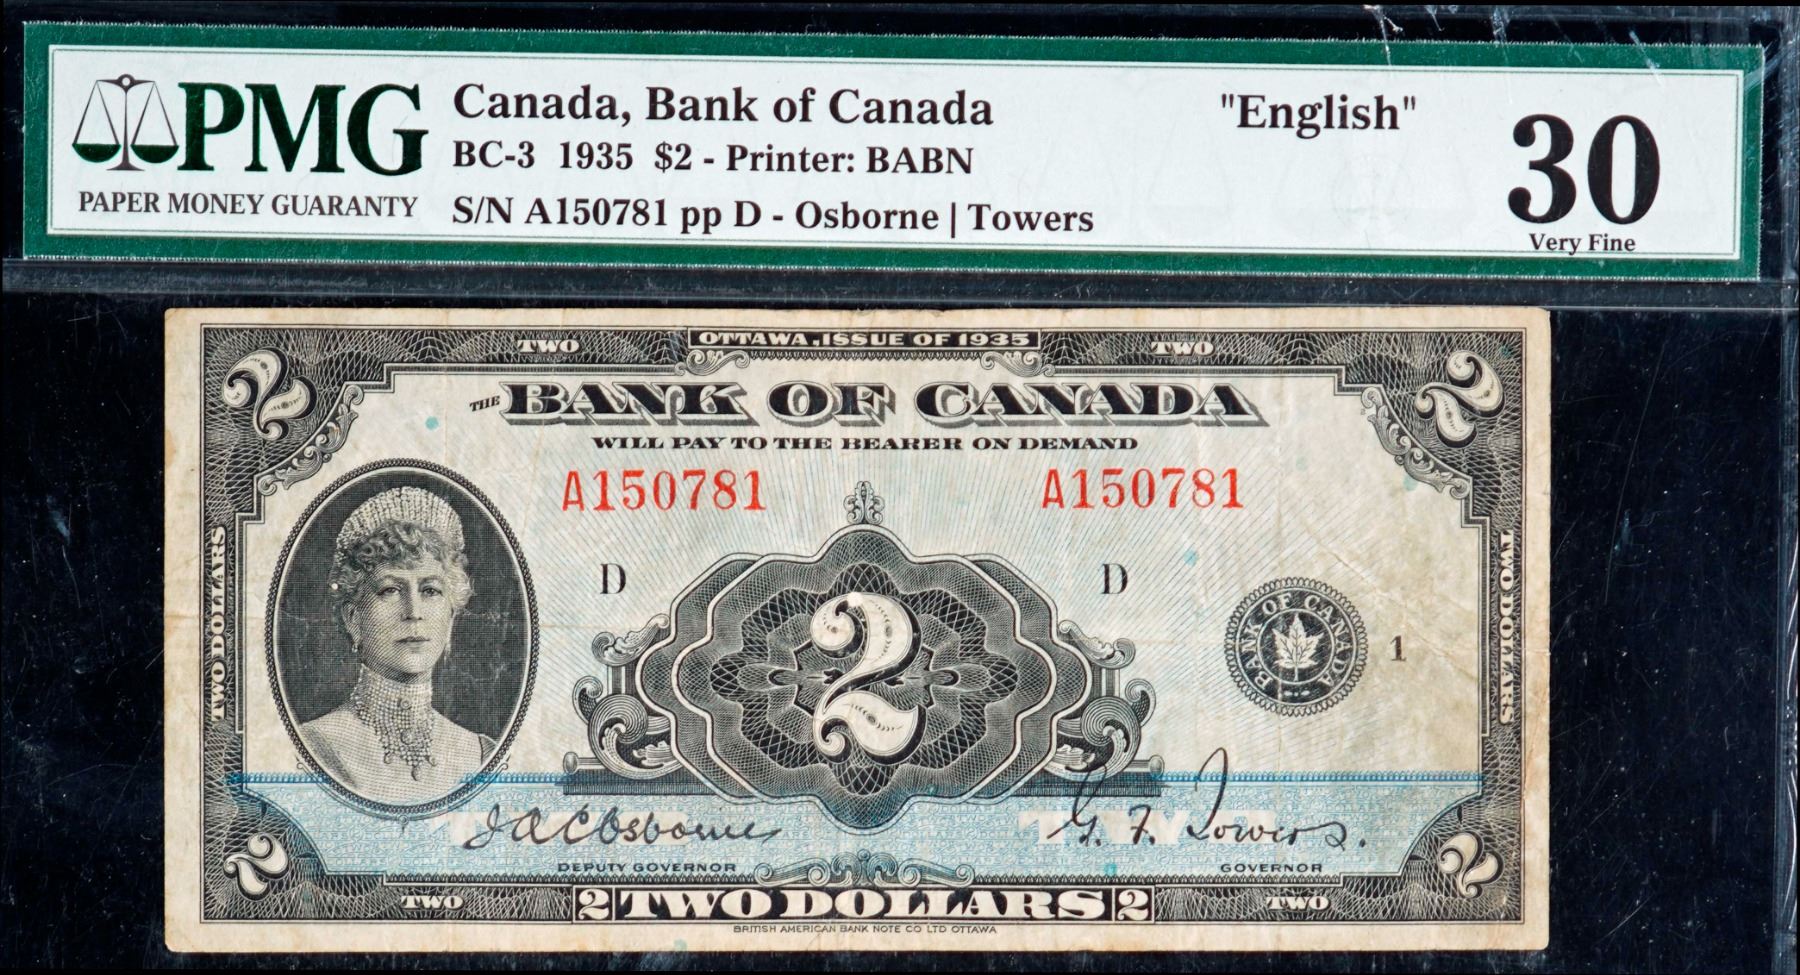 PMG
PAPER MONEY GUARANTY
Canada, Bank of Canada
"English"
BC-3 1935 $2 - Printer: BABN
S/N A150781 pp D - Osborne | Towers
30
Very Fine
2
TWO
OTTAWA, ISSUE OF 1935
TWO
2
THE BANK OF CANADA
WILL PAY TO THE BEARER ON DEMAND
A150781
A150781
TWO DOLLARS
D
D
TWO DOLLARS
2
BANK OF CANADA
1
J A C Osborne
G. F. Towers.
DEPUTY GOVERNOR
GOVERNOR
2
TWO
2 TWO DOLLARS 2
TWO
2
BRITISH AMERICAN BANK NOTE CO LTD OTTAWA